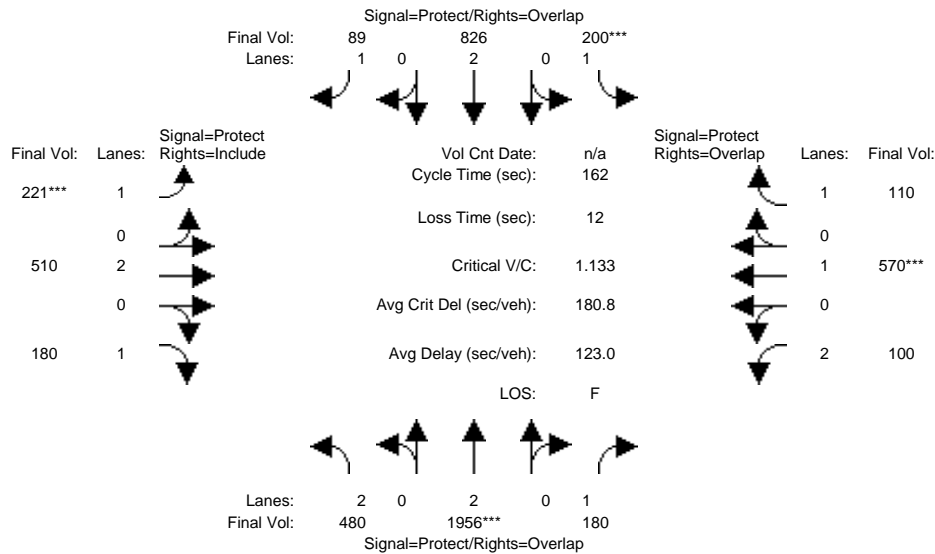 Signal=Protect/Rights=Overlap
Final Vol: 89 826 200***
Lanes: 1 0 2 0 1
Signal=Protect Signal=Protect
Final Vol: Lanes: Rights=Include Vol Cnt Date: n/a Rights=Overlap Lanes: Final Vol:
Cycle Time (sec): 162
221*** 1 1 110
Loss Time (sec): 12
0 0
510 2 Critical V/C: 1.133 1 570***
0 Avg Crit Del (sec/veh): 180.8 0
180 1 Avg Delay (sec/veh): 123.0 2 100
LOS: F
Lanes: 2 0 2 0 1
Final Vol: 480 1956*** 180
Signal=Protect/Rights=Overlap